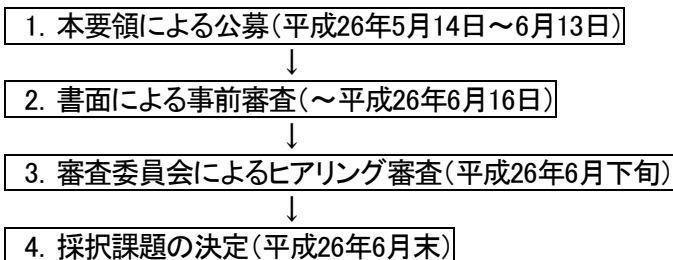 1. 本要領による公募(平成26年5月14日～6月13日)
↓
2. 書面による事前審査(～平成26年6月16日)
↓
3. 審査委員会によるヒアリング審査(平成26年6月下旬)
↓
4. 採択課題の決定(平成26年6月末)